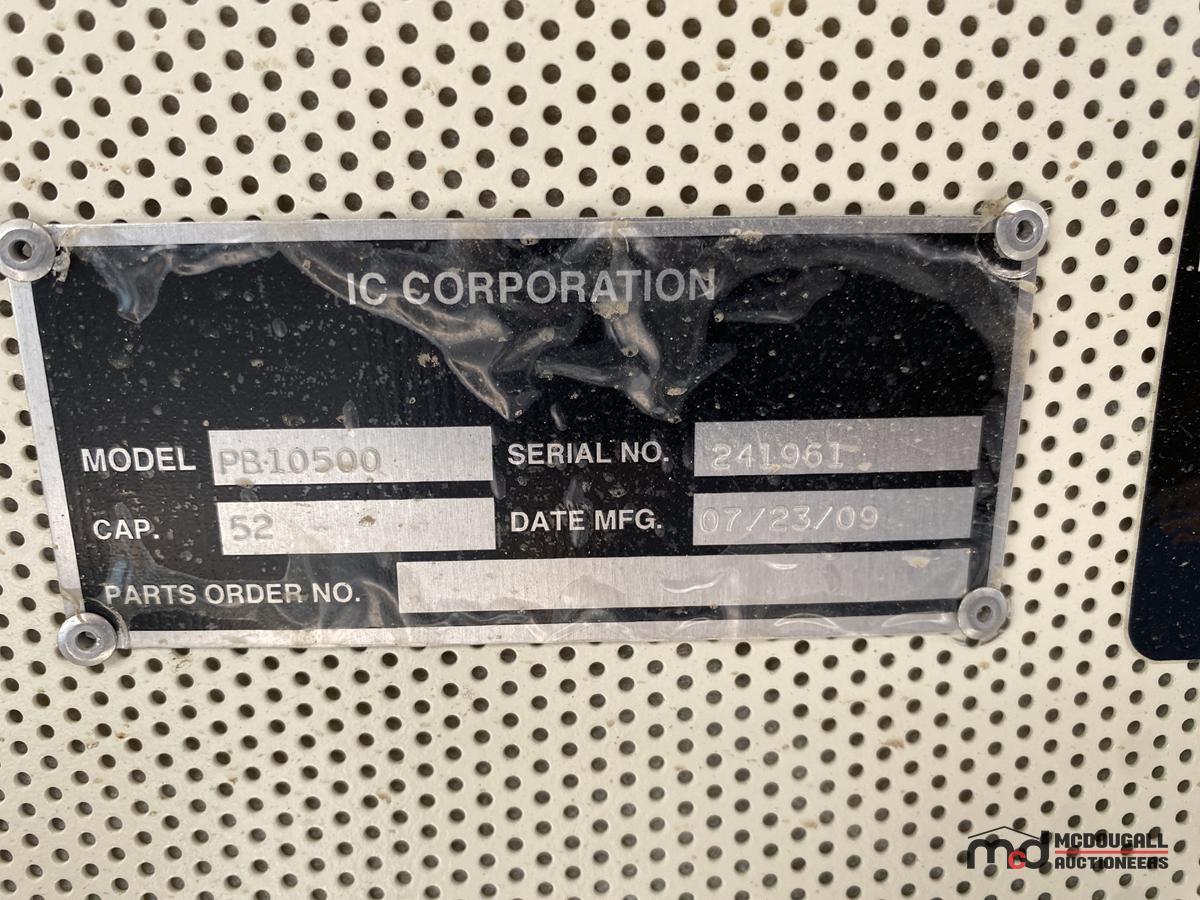 IC CORPORATION
MODEL PB10500 SERIAL NO. 241961
CAP. 52 DATE MFG. 07/23/09
PARTS ORDER NO.
mcd MCDOUGALL
AUCTIONEERS